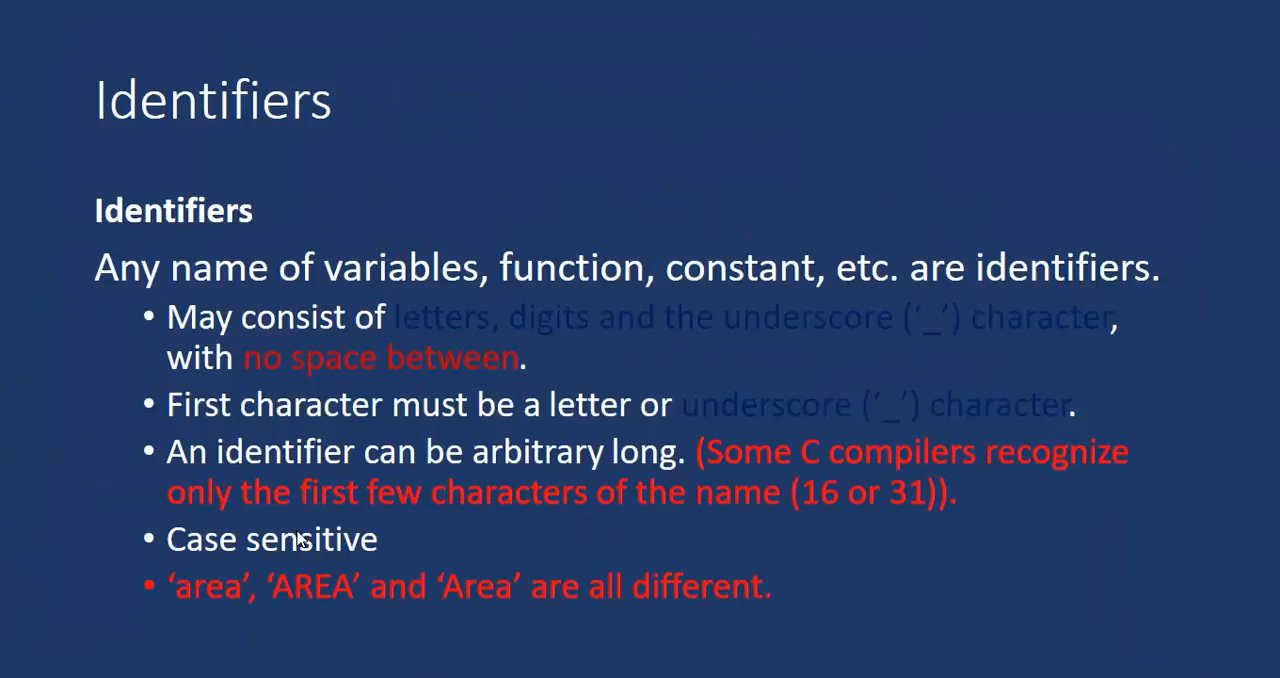 Identifiers
Identifiers
Any name of variables, function, constant, etc. are identifiers.
• May consist of letters, digits and the underscore (‘_’) character,
with no space between.
• First character must be a letter or underscore (‘_’) character.
• An identifier can be arbitrary long. (Some C compilers recognize
only the first few characters of the name (16 or 31)).
• Case sensitive
• ‘area’, ‘AREA’ and ‘Area’ are all different.